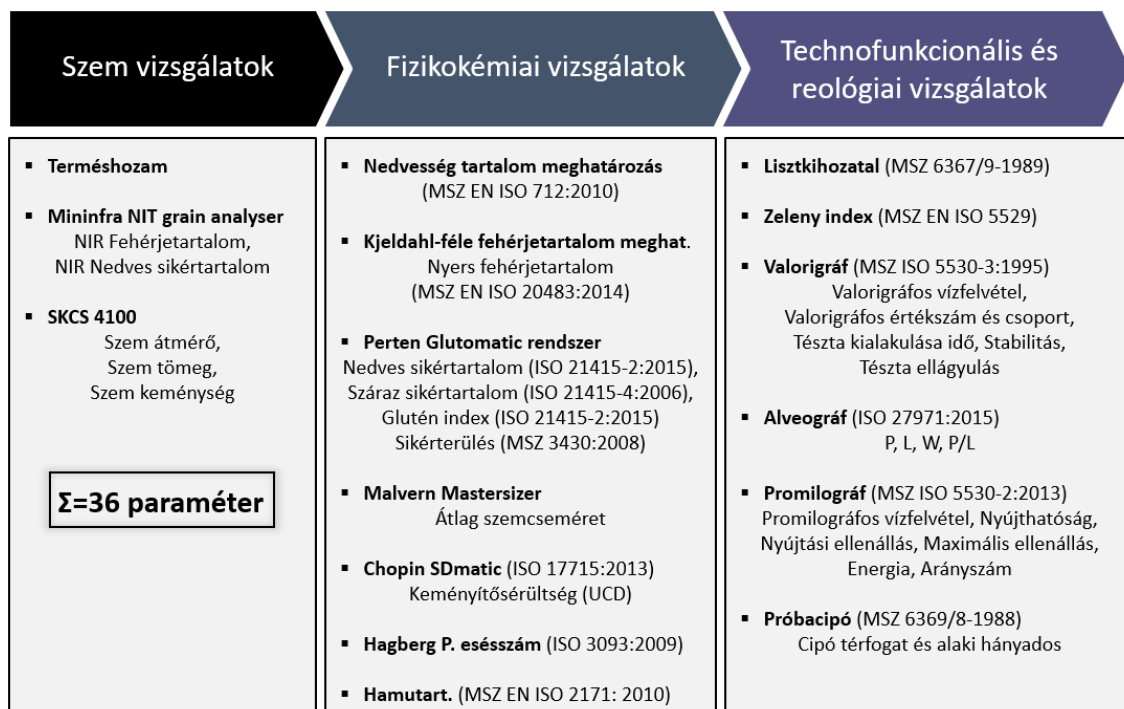 Szem vizsgálatok
Fizikokémiai vizsgálatok
Technofunkcionális és
reológiai vizsgálatok
▪ Terméshozam
▪ Mininfra NIT grain analyser
NIR Fehérjetartalom,
NIR Nedves sikértartalom
▪ SKCS 4100
Szem átmérő,
Szem tömeg,
Szem keménység
Σ=36 paraméter
▪ Nedvesség tartalom meghatározás
(MSZ EN ISO 712:2010)
▪ Kjeldahl-féle fehérjetartalom meghat.
Nyers fehérjetartalom
(MSZ EN ISO 20483:2014)
▪ Perten Glutomatic rendszer
Nedves sikértartalom (ISO 21415-2:2015),
Száraz sikértartalom (ISO 21415-4:2006),
Glutén index (ISO 21415-2:2015)
Sikérterülés (MSZ 3430:2008)
▪ Malvern Mastersizer
Átlag szemcseméret
▪ Chopin SDmatic (ISO 17715:2013)
Keményítősérültség (UCD)
▪ Hagberg P. esésszám (ISO 3093:2009)
▪ Hamutart. (MSZ EN ISO 2171: 2010)
▪ Lisztkihozatal (MSZ 6367/9-1989)
▪ Zeleny index (MSZ EN ISO 5529)
▪ Valorigráf (MSZ ISO 5530-3:1995)
Valorigráfos vízfelvétel,
Valorigráfos értékszám és csoport,
Tészta kialakulása idő, Stabilitás,
Tészta ellágyulás
▪ Alveográf (ISO 27971:2015)
P, L, W, P/L
▪ Promilográf (MSZ ISO 5530-2:2013)
Promilográfos vízfelvétel, Nyújthatóság,
Nyújtási ellenállás, Maximális ellenállás,
Energia, Arányszám
▪ Próbacipó (MSZ 6369/8-1988)
Cipó térfogat és alaki hányados